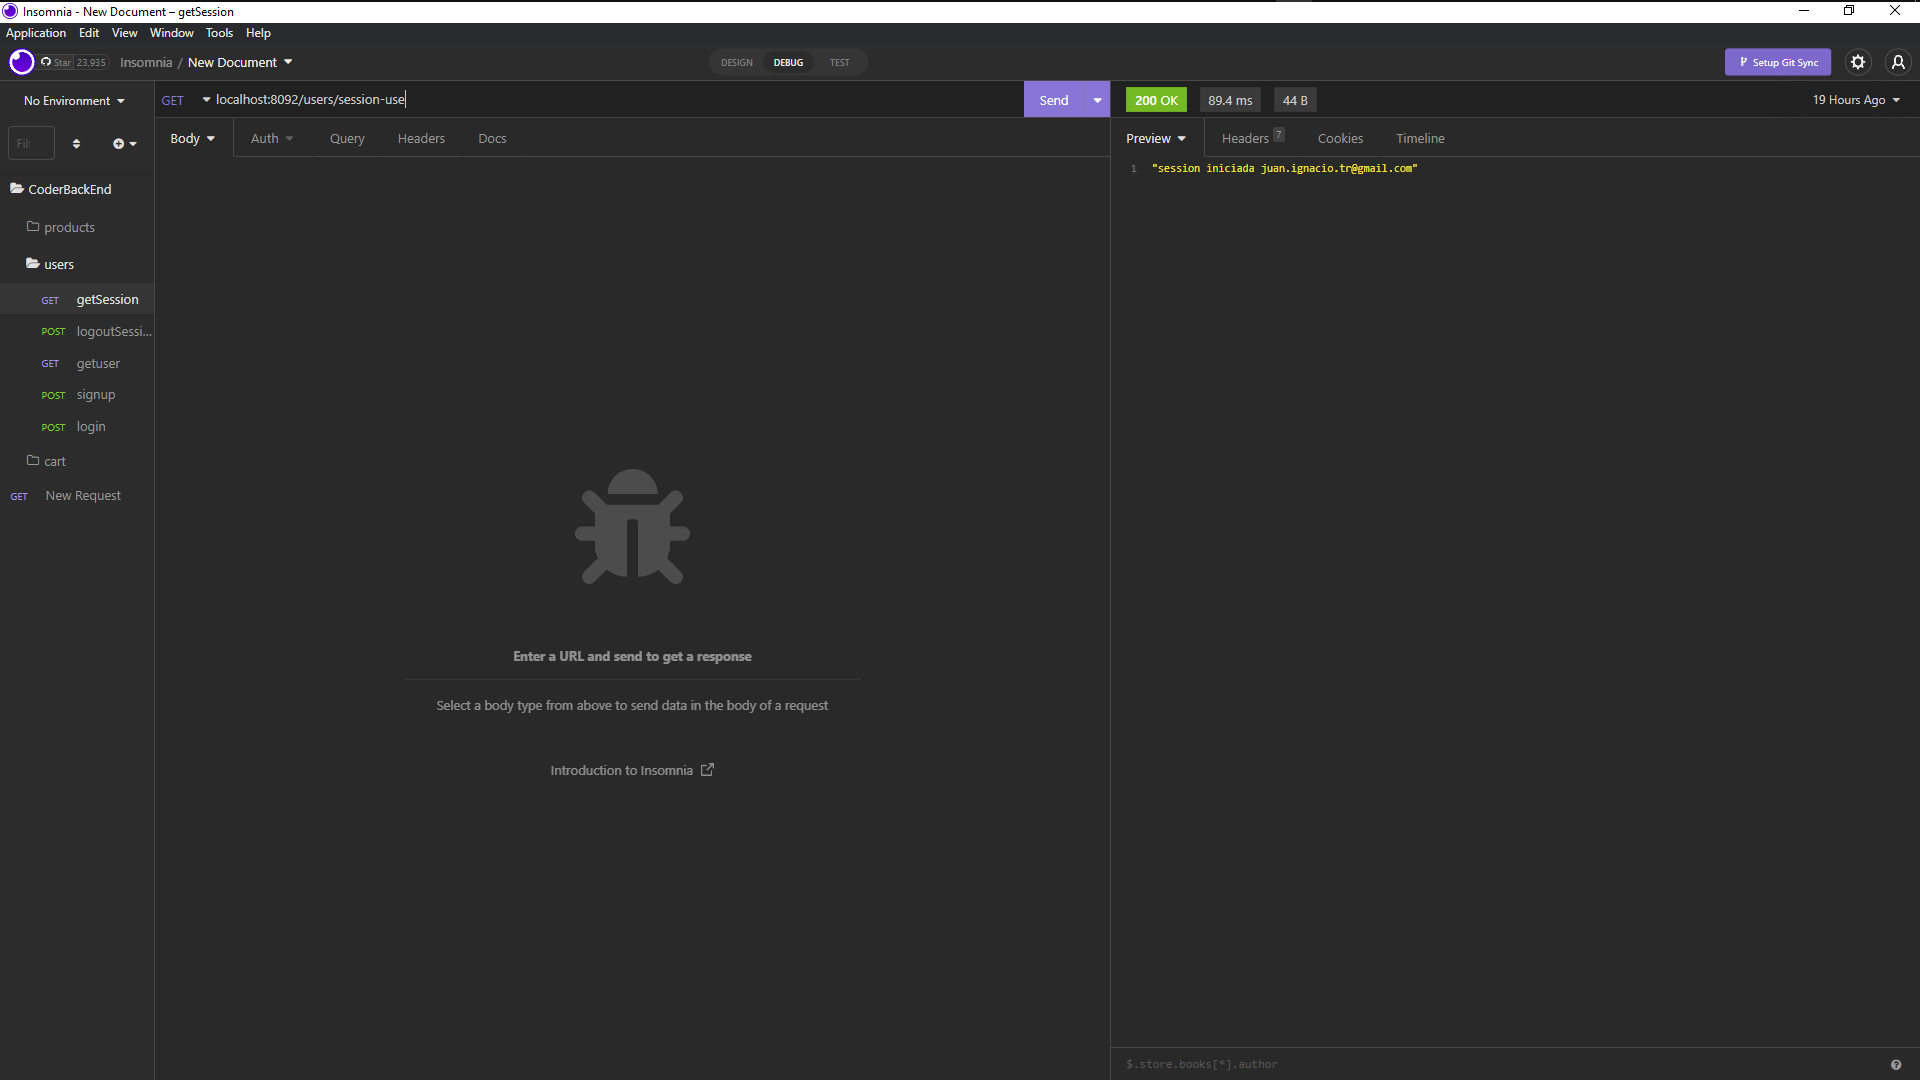 Insomnia - New Document – getSession
Application Edit View Window Tools Help
Star 23,935 Insomnia / New Document DESIGN DEBUG TEST Setup Git Sync
No Environment GET localhost:8092/users/session-use Send 200 OK 89.4 ms 44 B 19 Hours Ago
Body Auth Query Headers Docs Preview Headers 7 Cookies Timeline
1 "session iniciada juan.ignacio.tr@gmail.com"
CoderBackEnd
products
users
GET getSession
POST logoutSessi...
GET getuser
POST signup
POST login
cart
GET New Request
Enter a URL and send to get a response
Select a body type from above to send data in the body of a request
Introduction to Insomnia
$.store.books[*].author